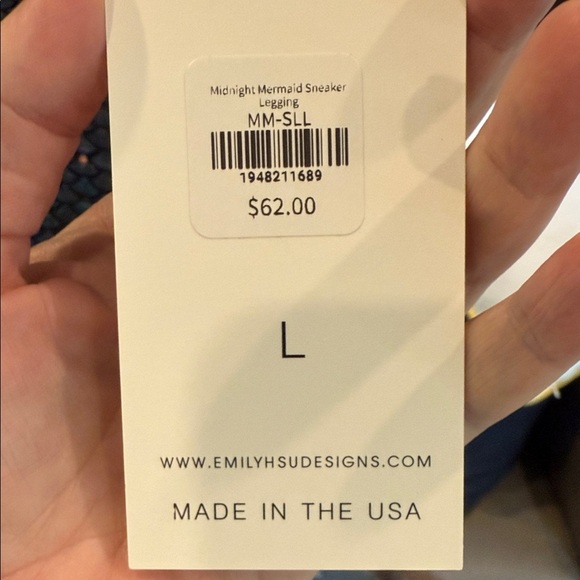 Midnight Mermaid Sneaker
Legging
MM-SLL
1948211689
$62.00
L
WWW.EMILYHSUDESIGNS.COM
MADE IN THE USA